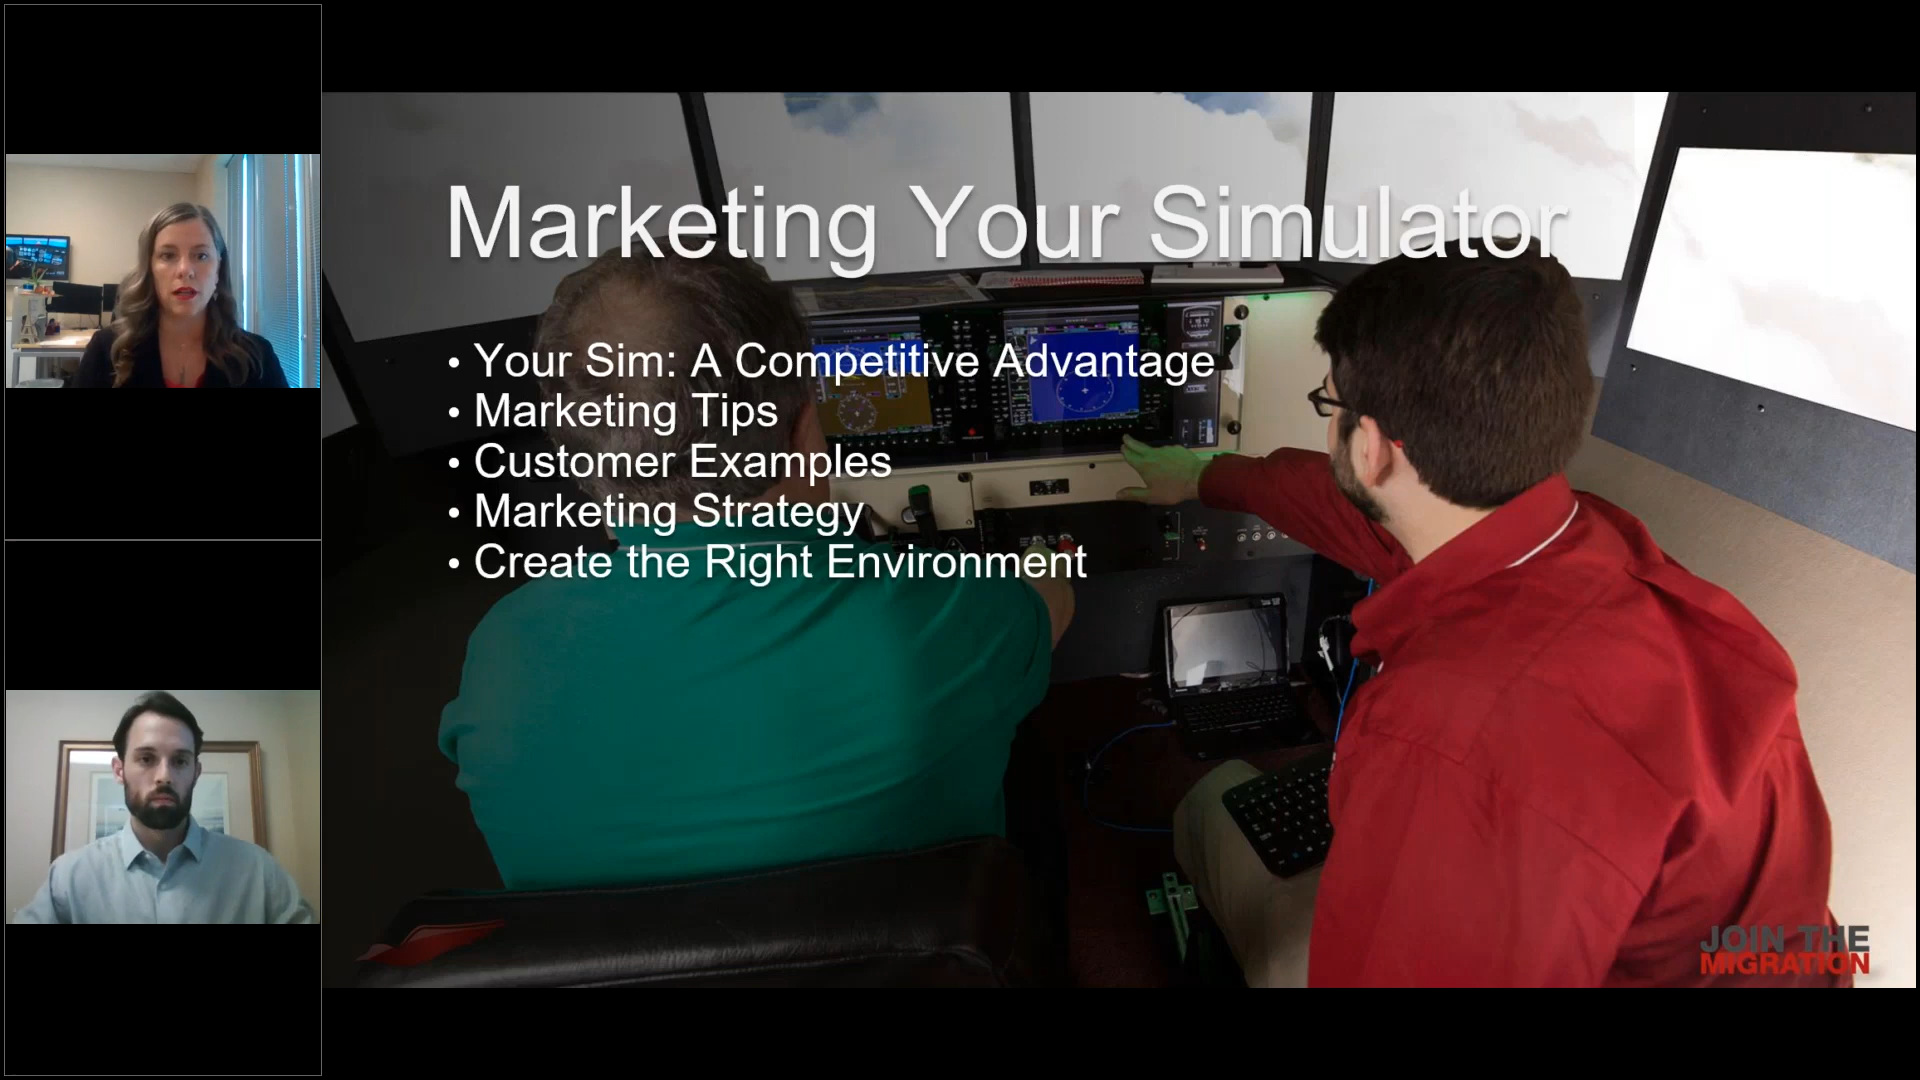 Marketing Your Simulator
• Your Sim: A Competitive Advantage
• Marketing Tips
• Customer Examples
• Marketing Strategy
• Create the Right Environment
JOIN THE
MIGRATION